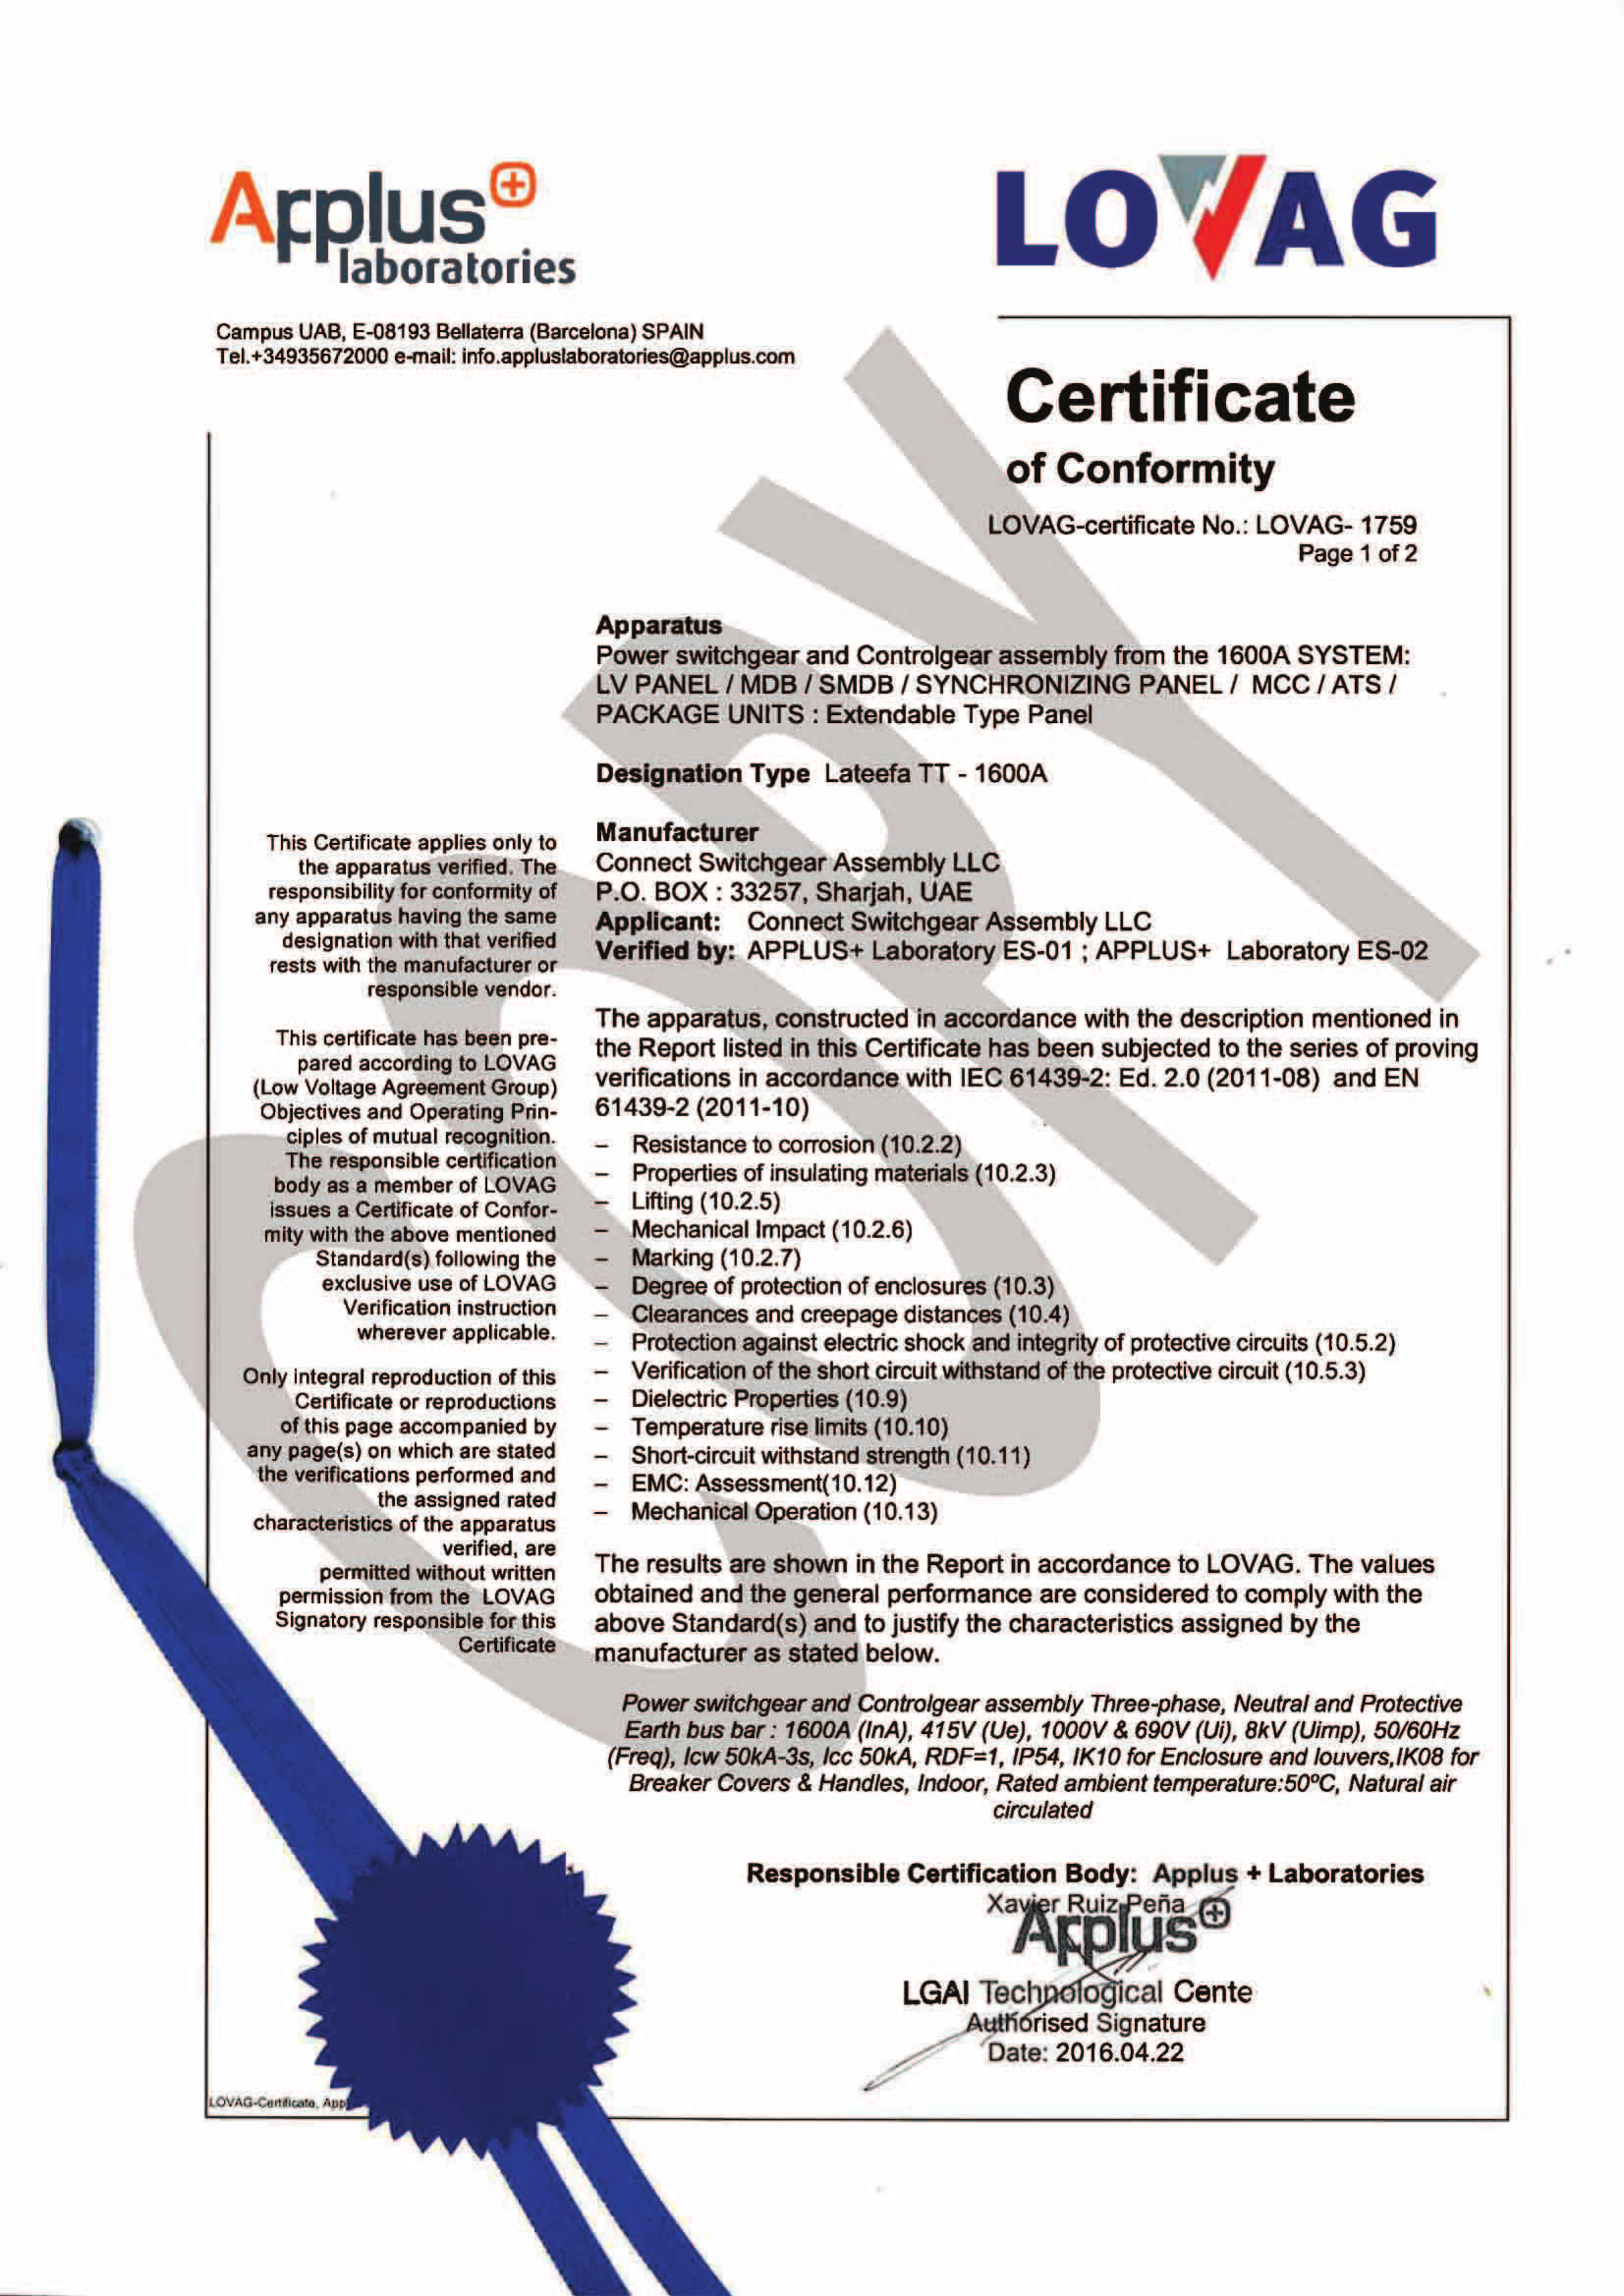 Applus+
laboratories
LOVAG
Campus UAB, E-08193 Bellaterra (Barcelona) SPAIN
Tel.+34935672000 e-mail: info.appluslaboratories@applus.com
Certificate
of Conformity
LOVAG-certificate No.: LOVAG- 1759
Page 1 of 2
COPY
Apparatus
Power switchgear and Controlgear assembly from the 1600A SYSTEM:
LV PANEL / MDB / SMDB / SYNCHRONIZING PANEL / MCC / ATS /
PACKAGE UNITS : Extendable Type Panel
Designation Type Lateefa TT - 1600A
Manufacturer
Connect Switchgear Assembly LLC
P.O. BOX : 33257, Sharjah, UAE
Applicant: Connect Switchgear Assembly LLC
Verified by: APPLUS+ Laboratory ES-01 ; APPLUS+ Laboratory ES-02
This Certificate applies only to
the apparatus verified. The
responsibility for conformity of
any apparatus having the same
designation with that verified
rests with the manufacturer or
responsible vendor.
This certificate has been pre-
pared according to LOVAG
(Low Voltage Agreement Group)
Objectives and Operating Prin-
ciples of mutual recognition.
The responsible certification
body as a member of LOVAG
issues a Certificate of Confor-
mity with the above mentioned
Standard(s) following the
exclusive use of LOVAG
Verification instruction
wherever applicable.
Only integral reproduction of this
Certificate or reproductions
of this page accompanied by
any page(s) on which are stated
the verifications performed and
the assigned rated
characteristics of the apparatus
verified, are
permitted without written
permission from the LOVAG
Signatory responsible for this
Certificate
The apparatus, constructed in accordance with the description mentioned in
the Report listed in this Certificate has been subjected to the series of proving
verifications in accordance with IEC 61439-2: Ed. 2.0 (2011-08) and EN
61439-2 (2011-10)
– Resistance to corrosion (10.2.2)
– Properties of insulating materials (10.2.3)
– Lifting (10.2.5)
– Mechanical Impact (10.2.6)
– Marking (10.2.7)
– Degree of protection of enclosures (10.3)
– Clearances and creepage distances (10.4)
– Protection against electric shock and integrity of protective circuits (10.5.2)
– Verification of the short circuit withstand of the protective circuit (10.5.3)
– Dielectric Properties (10.9)
– Temperature rise limits (10.10)
– Short-circuit withstand strength (10.11)
– EMC: Assessment(10.12)
– Mechanical Operation (10.13)
The results are shown in the Report in accordance to LOVAG. The values
obtained and the general performance are considered to comply with the
above Standard(s) and to justify the characteristics assigned by the
manufacturer as stated below.
Power switchgear and Controlgear assembly Three-phase, Neutral and Protective
Earth bus bar : 1600A (InA), 415V (Ue), 1000V & 690V (Ui), 8kV (Uimp), 50/60Hz
(Freq), Icw 50kA-3s, Icc 50kA, RDF=1, IP54, IK10 for Enclosure and louvers,IK08 for
Breaker Covers & Handles, Indoor, Rated ambient temperature:50ºC, Natural air
circulated
Responsible Certification Body: Applus + Laboratories
Xavier Ruiz Peña
Applus+
LGAI Technological Cente
Authorised Signature
Date: 2016.04.22
LOVAG-Certificate, App